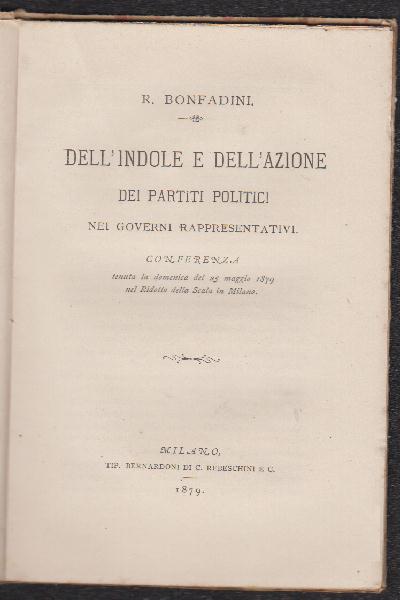 R. BONFADINI.
DELL'INDOLE E DELL'AZIONE
DEI PARTITI POLITICI
NEI GOVERNI RAPPRESENTATIVI.
CONFERENZA
tenuta la domenica del 25 maggio 1879
nel Ridotto della Scala in Milano.
MILANO,
TIP. BERNARDONI DI C. REBESCHINI E C.
1879.